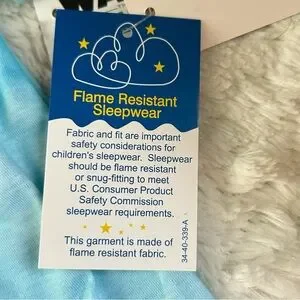 Flame Resistant
Sleepwear
Fabric and fit are important
safety considerations for
children's sleepwear. Sleepwear
should be flame resistant
or snug-fitting to meet
U.S. Consumer Product
Safety Commission
sleepwear requirements.
This garment is made of
flame resistant fabric.
34-40-339-A